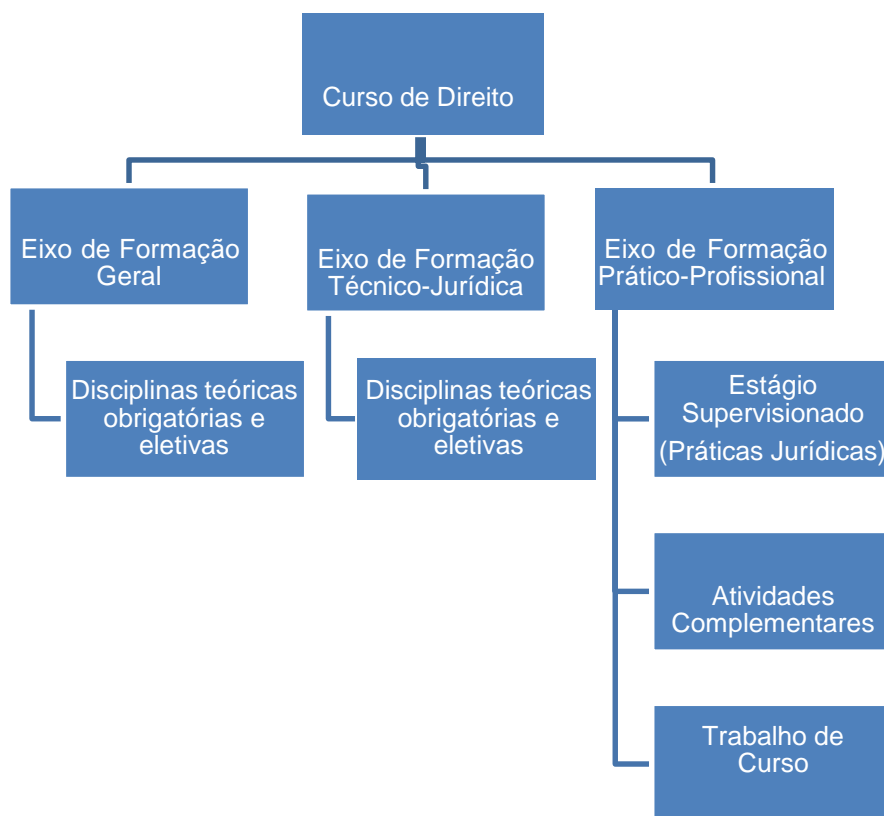 Curso de Direito
Eixo de Formação
Geral
Eixo de Formação
Técnico-Jurídica
Eixo de Formação
Prático-Profissional
Disciplinas teóricas
obrigatórias e
eletivas
Disciplinas teóricas
obrigatórias e
eletivas
Estágio
Supervisionado
(Práticas Jurídicas)
Atividades
Complementares
Trabalho de
Curso